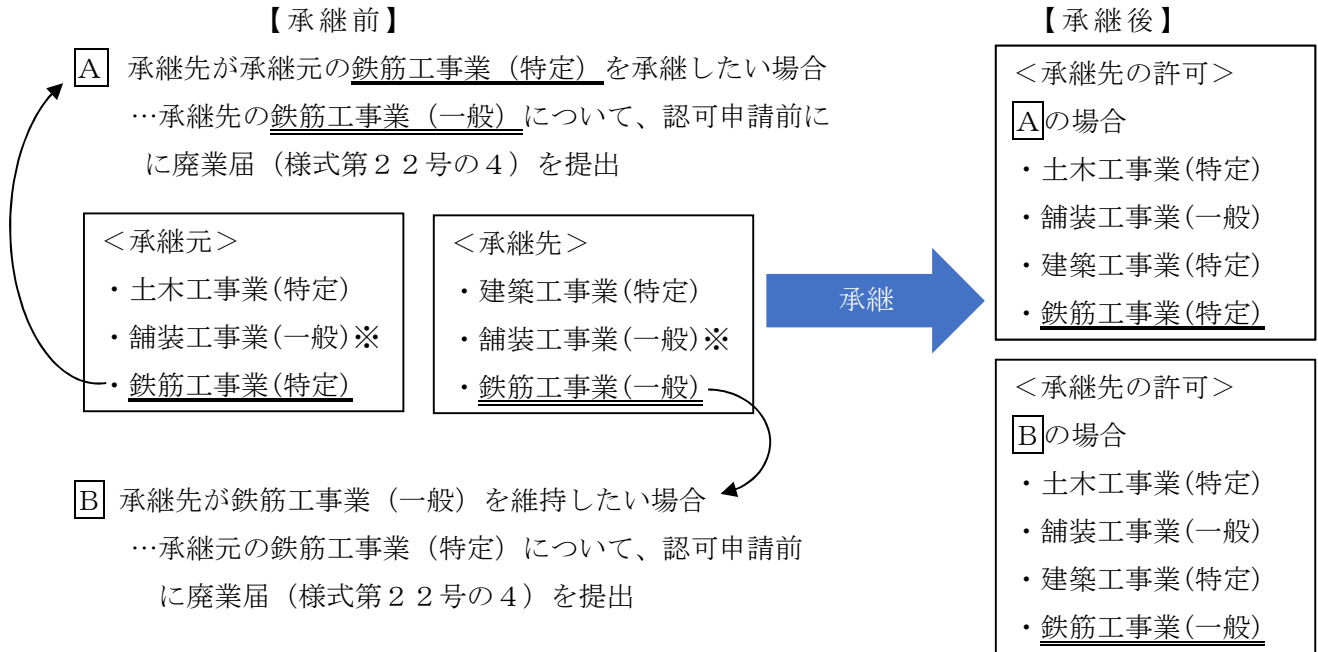 【承継前】
A 承継先が承継元の鉄筋工事業（特定）を承継したい場合
…承継先の鉄筋工事業（一般）について、認可申請前に
に廃業届（様式第２２号の４）を提出
＜承継元＞
・土木工事業(特定)
・舗装工事業(一般)※
・鉄筋工事業(特定)
＜承継先＞
・建築工事業(特定)
・舗装工事業(一般)※
・鉄筋工事業(一般)
承継
B 承継先が鉄筋工事業（一般）を維持したい場合
…承継元の鉄筋工事業（特定）について、認可申請前
に廃業届（様式第２２号の４）を提出
【承継後】
＜承継先の許可＞
Aの場合
・土木工事業(特定)
・舗装工事業(一般)
・建築工事業(特定)
・鉄筋工事業(特定)
＜承継先の許可＞
Bの場合
・土木工事業(特定)
・舗装工事業(一般)
・建築工事業(特定)
・鉄筋工事業(一般)